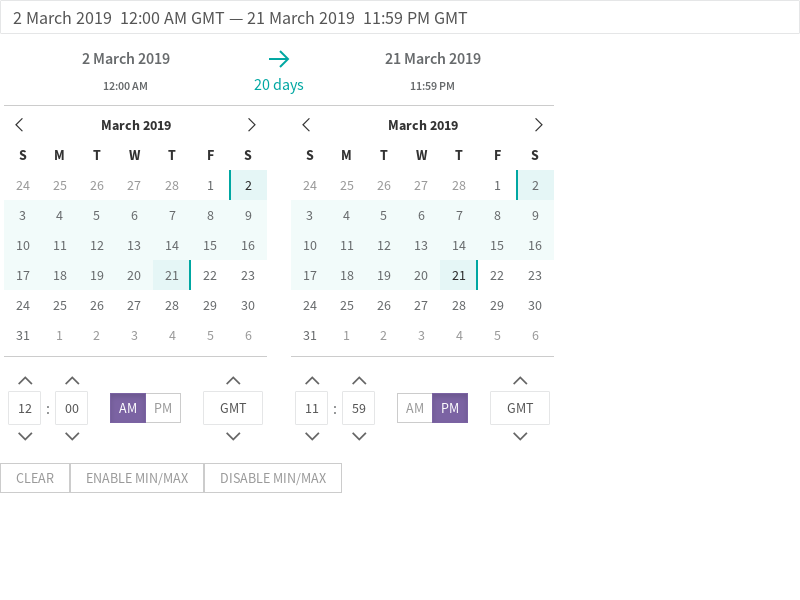 2 March 2019  12:00 AM GMT — 21 March 2019  11:59 PM GMT
2 March 2019 21 March 2019
12:00 AM 20 days 11:59 PM
March 2019 March 2019
S M T W T F S S M T W T F S
24 25 26 27 28 1 2 24 25 26 27 28 1 2
3 4 5 6 7 8 9 3 4 5 6 7 8 9
10 11 12 13 14 15 16 10 11 12 13 14 15 16
17 18 19 20 21 22 23 17 18 19 20 21 22 23
24 25 26 27 28 29 30 24 25 26 27 28 29 30
31 1 2 3 4 5 6 31 1 2 3 4 5 6
12 : 00 AM PM GMT 11 : 59 AM PM GMT
CLEAR ENABLE MIN/MAX DISABLE MIN/MAX